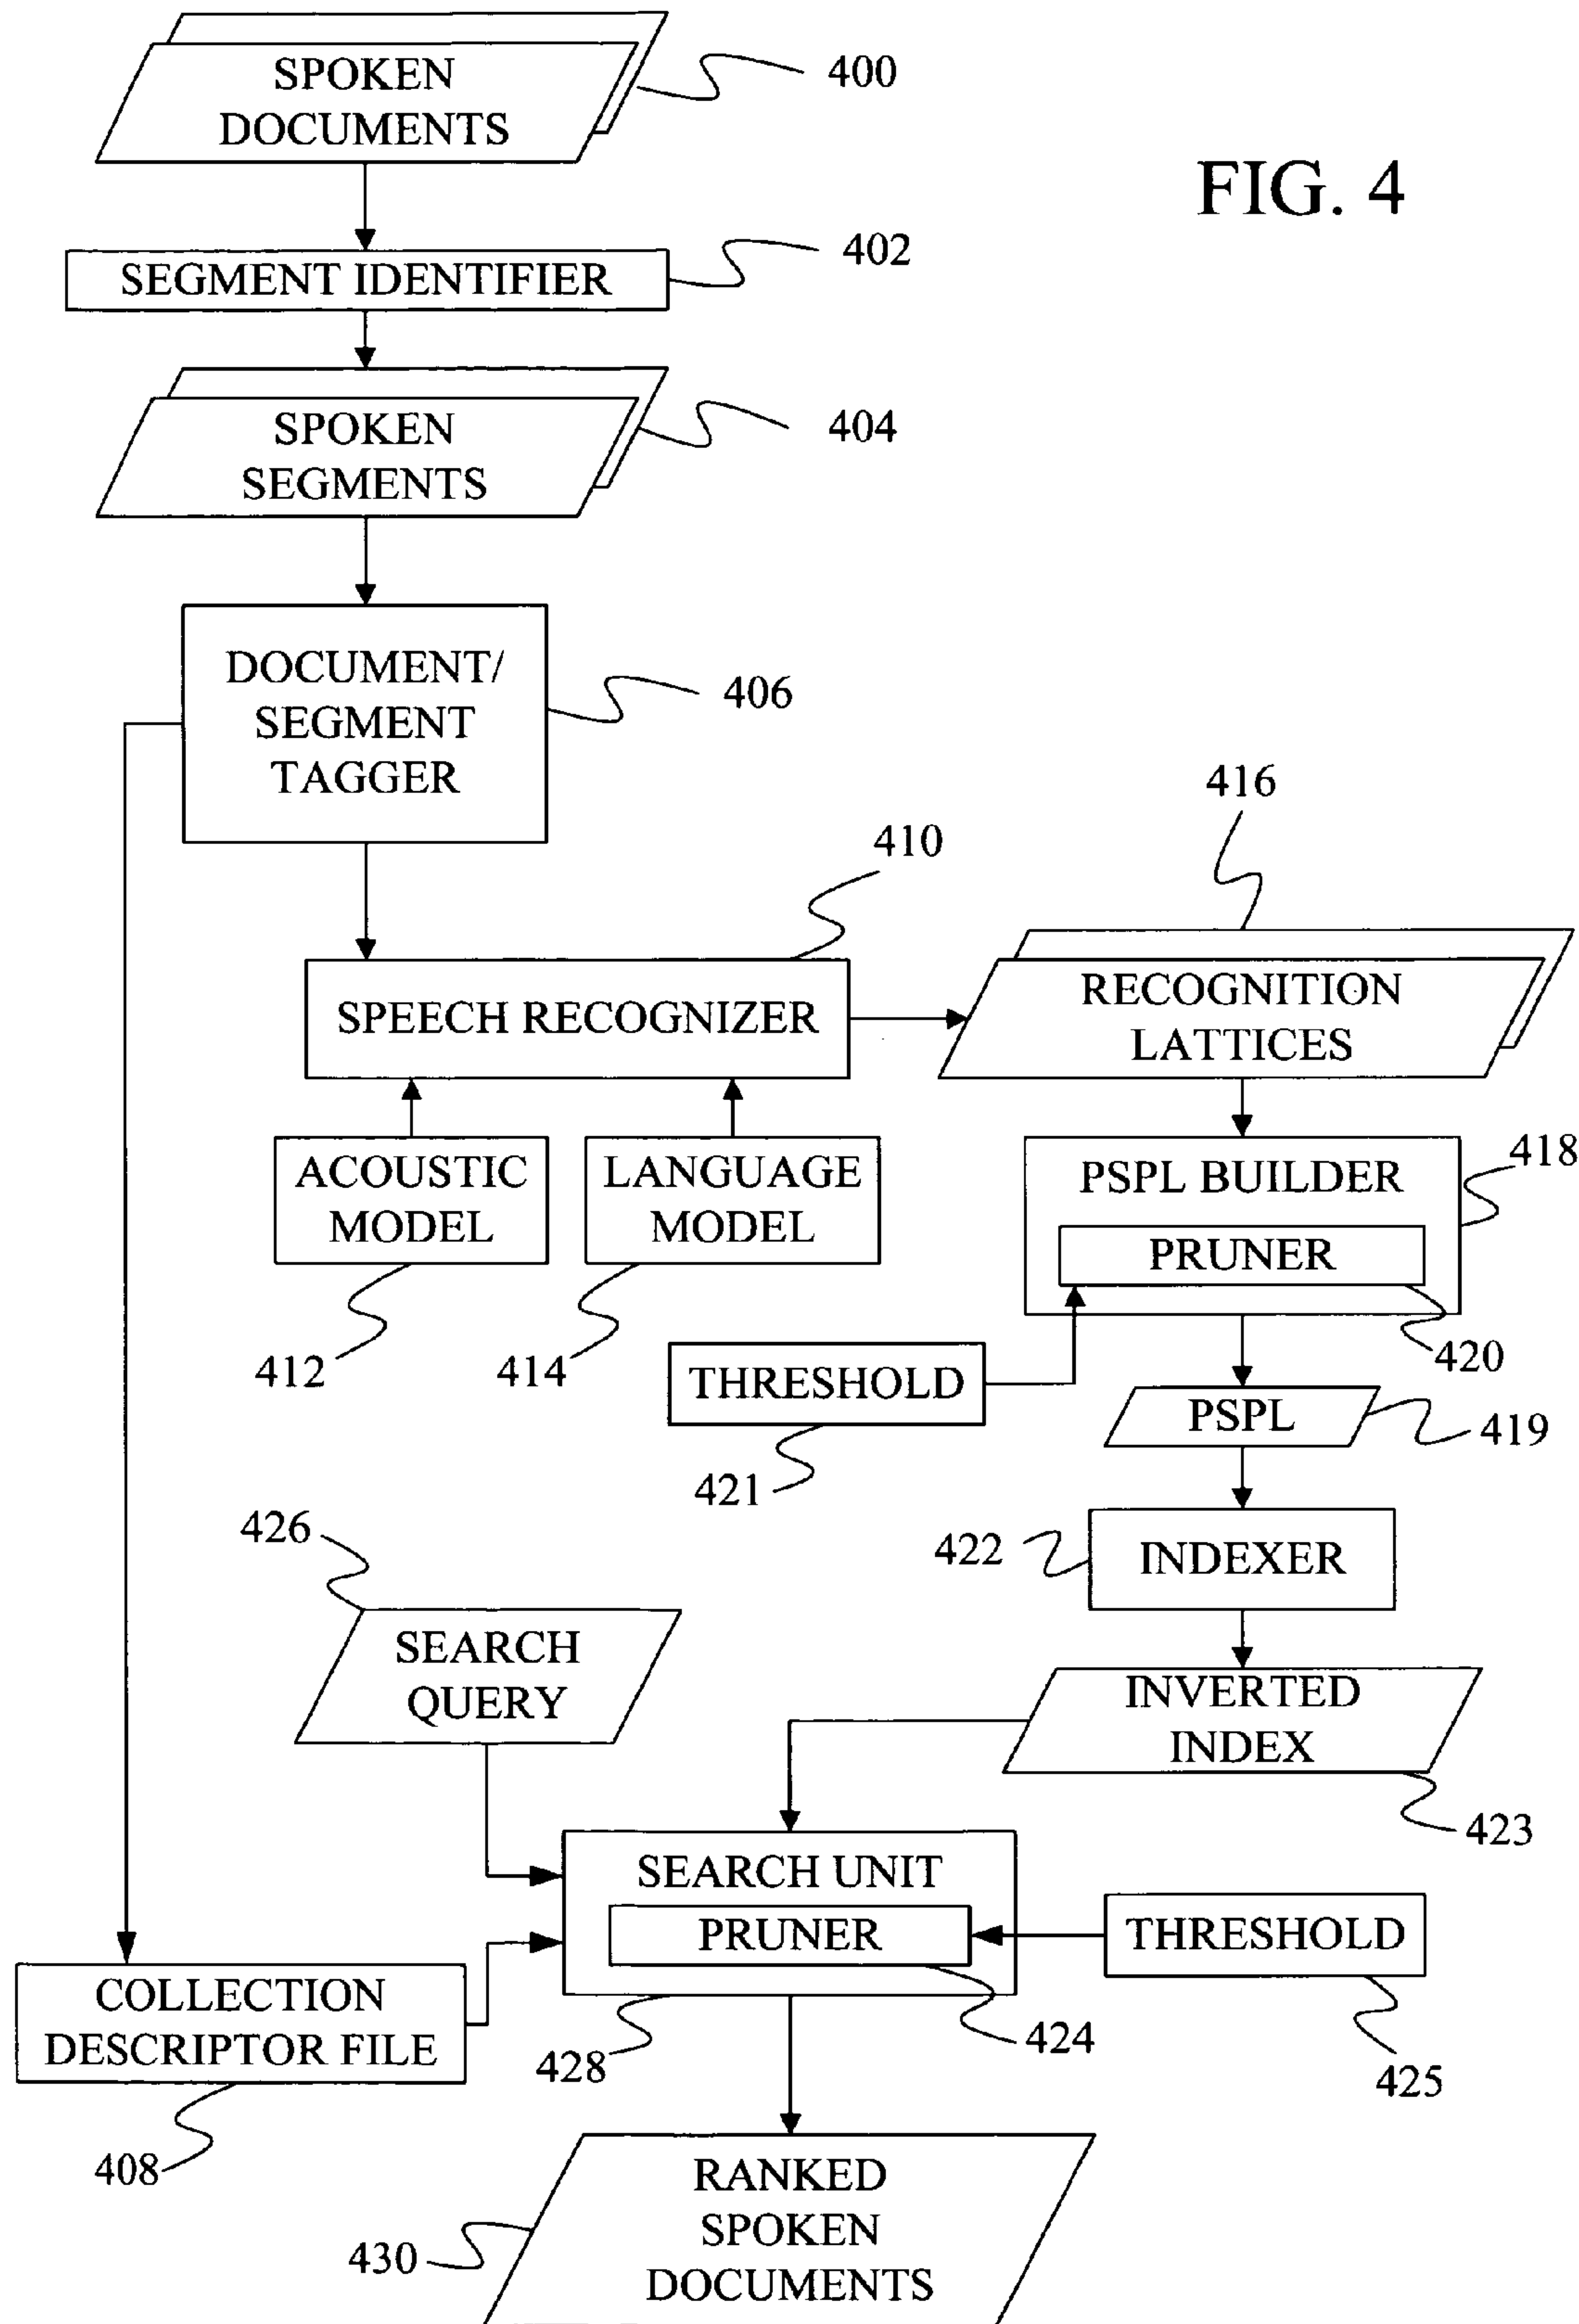 SPOKEN
DOCUMENTS
400
FIG. 4
402
SEGMENT IDENTIFIER
SPOKEN
SEGMENTS
404
DOCUMENT/
SEGMENT
TAGGER
406
416
410
SPEECH RECOGNIZER
RECOGNITION
LATTICES
ACOUSTIC
MODEL
LANGUAGE
MODEL
PSPL BUILDER
418
PRUNER
412
414
THRESHOLD
420
PSPL
419
421
426
422
INDEXER
SEARCH
QUERY
INVERTED
INDEX
423
SEARCH UNIT
PRUNER
THRESHOLD
COLLECTION
DESCRIPTOR FILE
428
424
425
408
RANKED
SPOKEN
DOCUMENTS
430